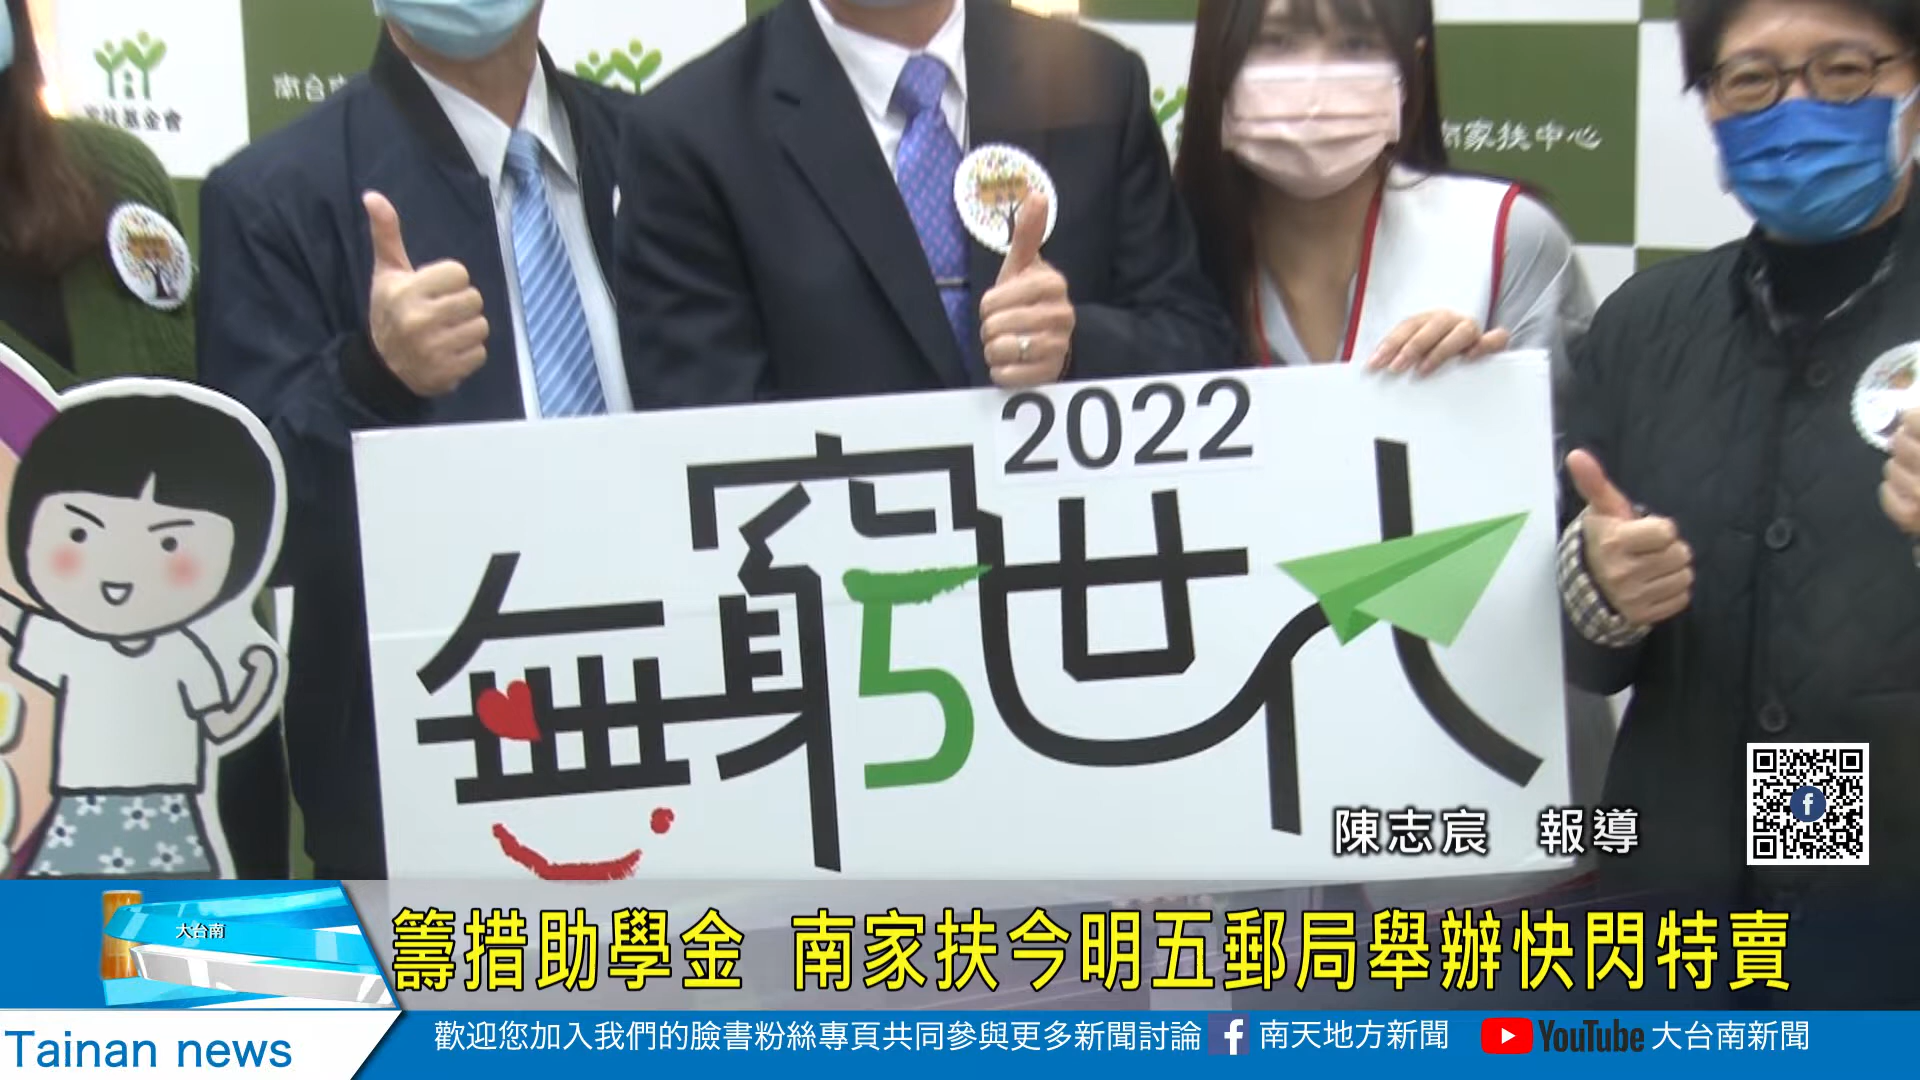 家扶基金會
南台
南家扶中心
2022
無窮世代
5
陳志宸 報導
大台南
籌措助學金 南家扶今明五郵局舉辦快閃特賣
Tainan news
歡迎您加入我們的臉書粉絲專頁共同參與更多新聞討論 f 南天地方新聞 YouTube 大台南新聞